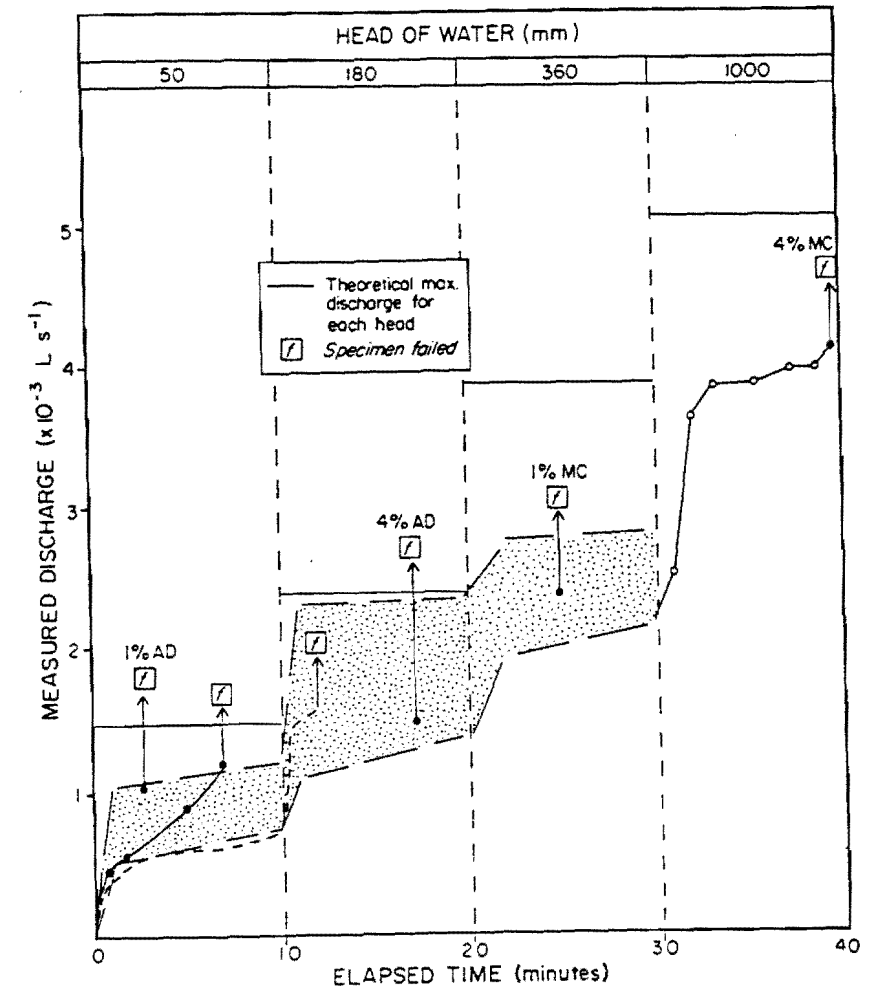 HEAD OF WATER (mm)
50 180 360 1000
5
4% MC
f
Theoretical max.
discharge for
each head
f Specimen failed
4
1% MC
f
3
4% AD
f
f
2
1% AD
f
f
1
MEASURED DISCHARGE (x10⁻³ L s⁻¹)
0 10 20 30 40
ELAPSED TIME (minutes)